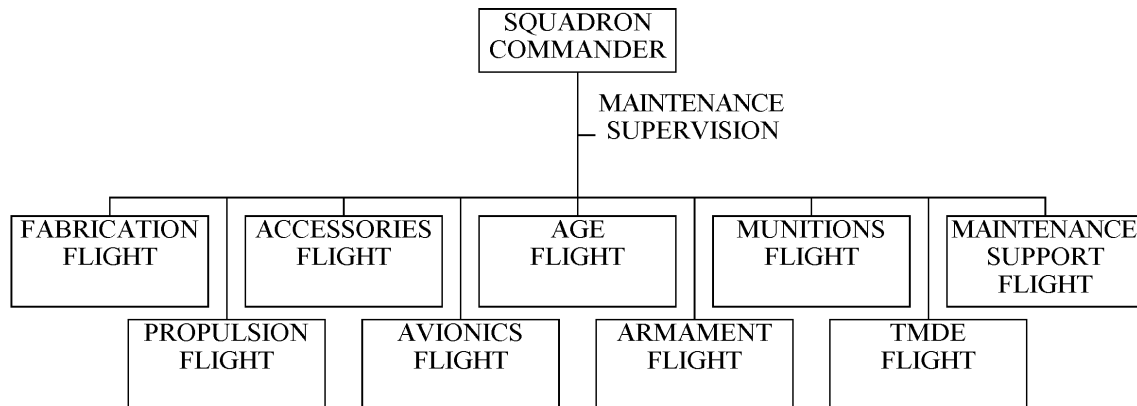 SQUADRON
COMMANDER
MAINTENANCE
SUPERVISION
FABRICATION
FLIGHT
ACCESSORIES
FLIGHT
AGE
FLIGHT
MUNITIONS
FLIGHT
MAINTENANCE
SUPPORT
FLIGHT
PROPULSION
FLIGHT
AVIONICS
FLIGHT
ARMAMENT
FLIGHT
TMDE
FLIGHT